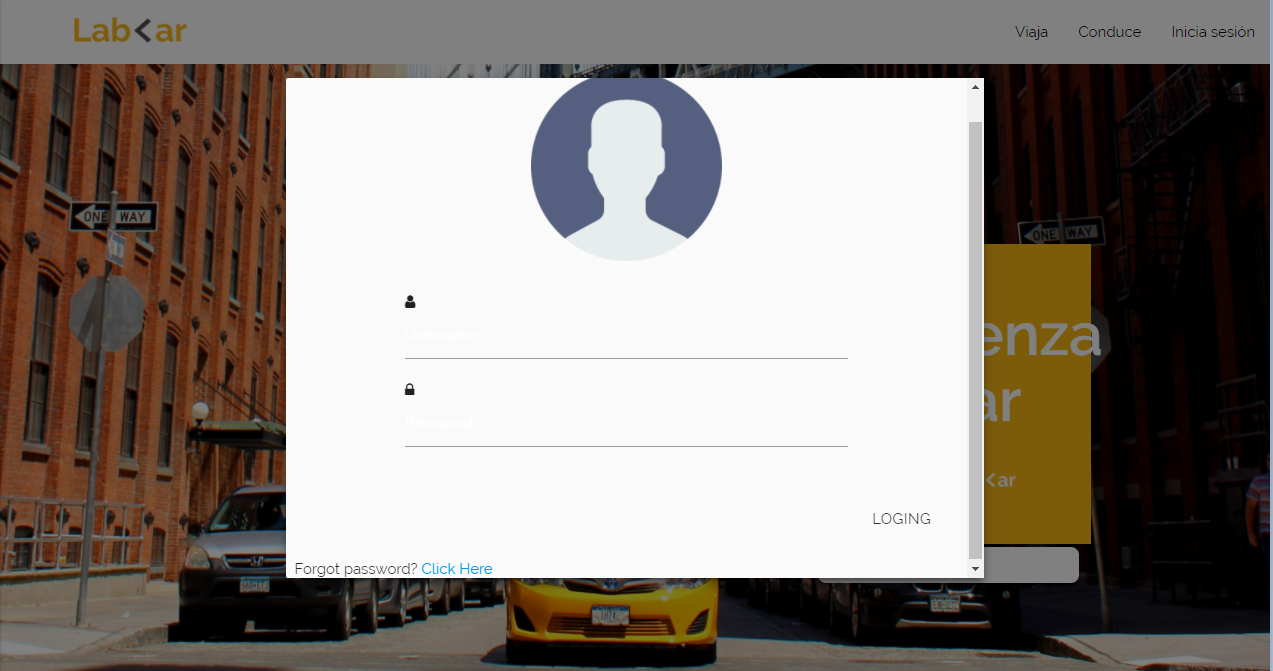 Lab<ar
Viaja
Conduce
Inicia sesión
ONE WAY
ONE WAY
enza
ar
<ar
Username
Password
LOGING
Forgot password? Click Here